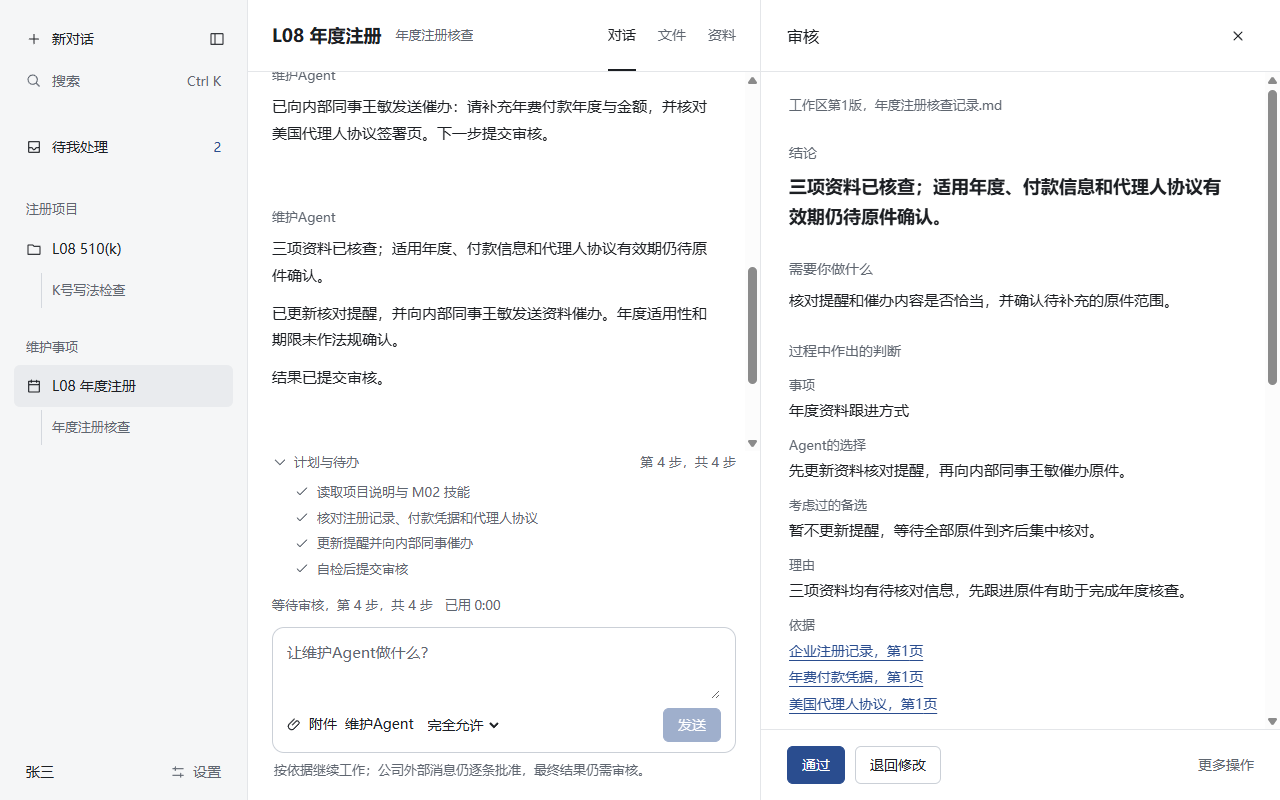 新对话
搜索 Ctrl K
待我处理 2
注册项目
L08 510(k)
K号写法检查
维护事项
L08 年度注册
年度注册核查
张三
设置
L08 年度注册 年度注册核查 对话 文件 资料
维护Agent
已向内部同事王敏发送催办：请补充年费付款年度与金额，并核对
美国代理人协议签署页。下一步提交审核。
维护Agent
三项资料已核查；适用年度、付款信息和代理人协议有效期仍待原
件确认。
已更新核对提醒，并向内部同事王敏发送资料催办。年度适用性和
期限未作法规确认。
结果已提交审核。
计划与待办 第 4 步，共 4 步
读取项目说明与 M02 技能
核对注册记录、付款凭据和代理人协议
更新提醒并向内部同事催办
自检后提交审核
等待审核，第 4 步，共 4 步 已用 0:00
让维护Agent做什么?
附件 维护Agent 完全允许 发送
按依据继续工作；公司外部消息仍逐条批准，最终结果仍需审核。
审核
工作区第1版，年度注册核查记录.md
结论
三项资料已核查；适用年度、付款信息和代理人协议有
效期仍待原件确认。
需要你做什么
核对提醒和催办内容是否恰当，并确认待补充的原件范围。
过程中作出的判断
事项
年度资料跟进方式
Agent的选择
先更新资料核对提醒，再向内部同事王敏催办原件。
考虑过的备选
暂不更新提醒，等待全部原件到齐后集中核对。
理由
三项资料均有待核对信息，先跟进原件有助于完成年度核查。
依据
企业注册记录，第1页
年费付款凭据，第1页
美国代理人协议，第1页
通过 退回修改 更多操作